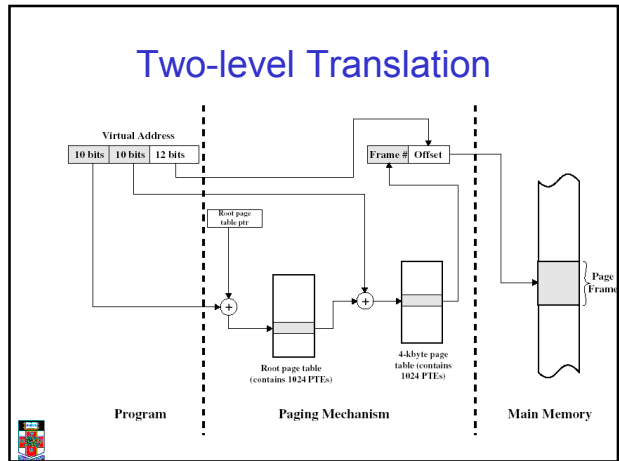 Two-level Translation
Virtual Address
10 bits 10 bits 12 bits
Frame # Offset
Root page
table ptr
+
+
Page
Frame
Root page table
(contains 1024 PTEs)
4-kbyte page
table (contains
1024 PTEs)
Program
Paging Mechanism
Main Memory